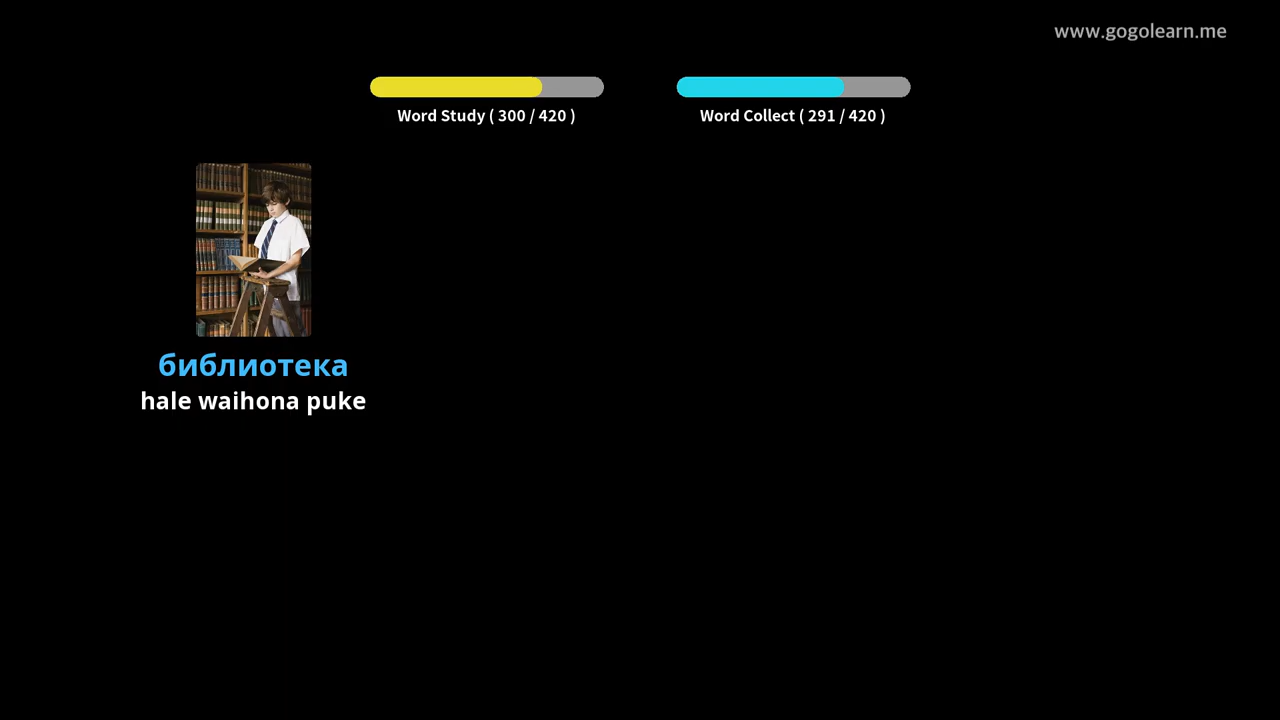 www.gogolearn.me
Word Study ( 300 / 420 )
Word Collect ( 291 / 420 )
библиотека
hale waihona puke